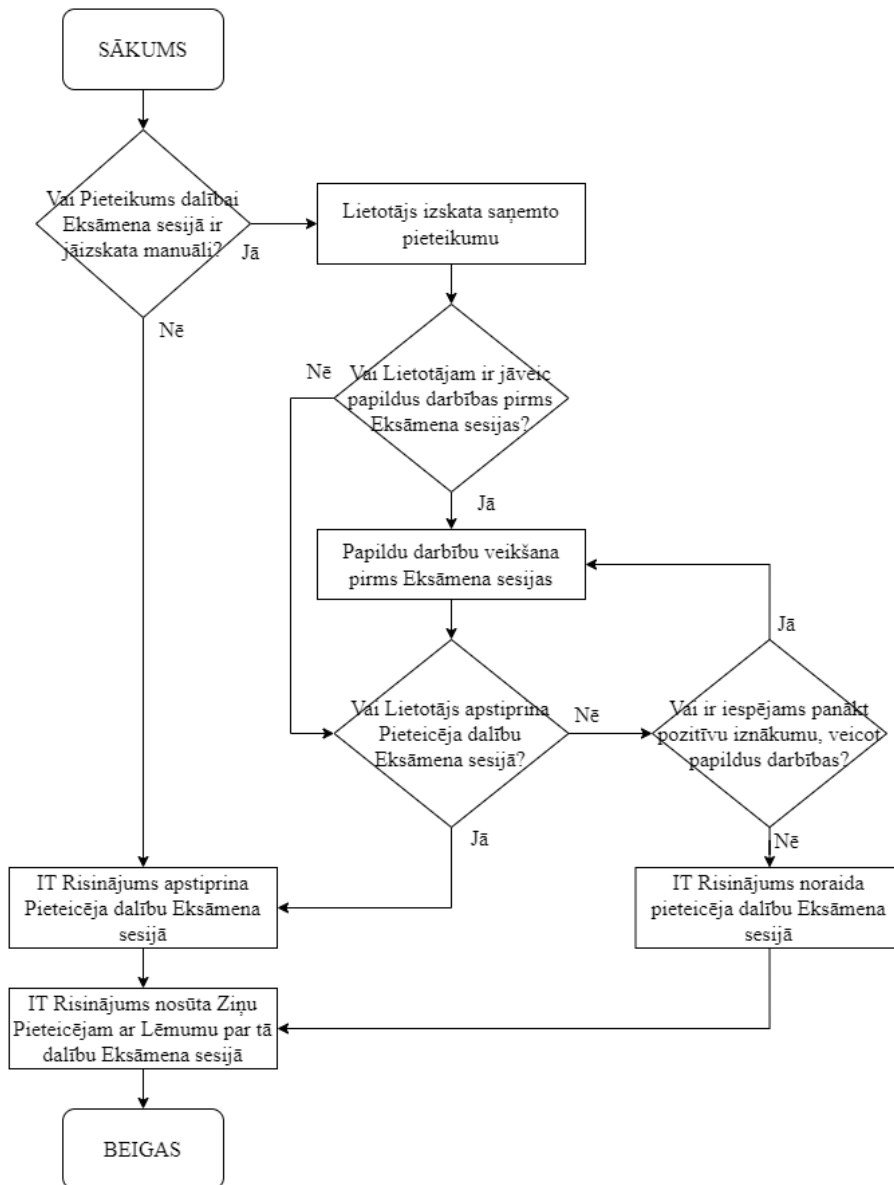 SĀKUMS
Vai Pieteikums dalībai
Eksāmena sesijā ir
jāizskata manuāli?
Jā
Nē
Lietotājs izskata saņemto
pieteikumu
Vai Lietotājam ir jāveic
papildus darbības pirms
Eksāmena sesijas?
Nē
Jā
Papildu darbību veikšana
pirms Eksāmena sesijas
Vai Lietotājs apstiprina
Pieteicēja dalību
Eksāmena sesijā?
Nē
Jā
Vai ir iespējams panākt
pozitīvu iznākumu, veicot
papildus darbības?
Jā
Nē
IT Risinājums apstiprina
Pieteicēja dalību Eksāmena
sesijā
IT Risinājums noraida
pieteicēja dalību Eksāmena
sesijā
IT Risinājums nosūta Ziņu
Pieteicējam ar Lēmumu par tā
dalību Eksāmena sesijā
BEIGAS